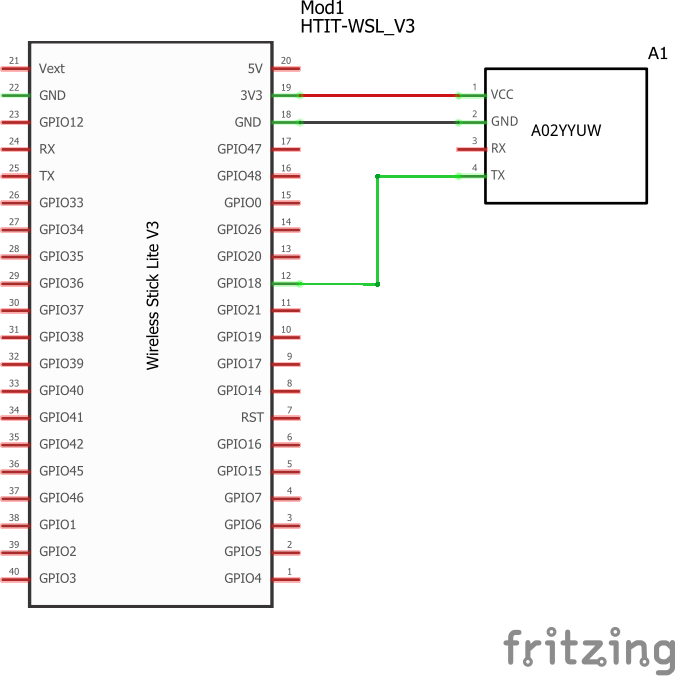 Mod1
HTIT-WSL_V3
A1
21 Vext 5V 20
22 GND 3V3 19 1 VCC
23 GPIO12 GND 18 2 GND
A02YYUW
24 RX GPIO47 17 3 RX
25 TX GPIO48 16 4 TX
26 GPIO33 GPIO0 15
27 GPIO34 GPIO26 14
28 GPIO35 GPIO20 13
29 GPIO36 GPIO18 12
30 GPIO37 GPIO21 11
31 GPIO38 GPIO19 10
32 GPIO39 GPIO17 9
33 GPIO40 GPIO14 8
34 GPIO41 RST 7
35 GPIO42 GPIO16 6
36 GPIO45 GPIO15 5
37 GPIO46 GPIO7 4
38 GPIO1 GPIO6 3
39 GPIO2 GPIO5 2
40 GPIO3 GPIO4 1
Wireless Stick Lite V3
fritzing